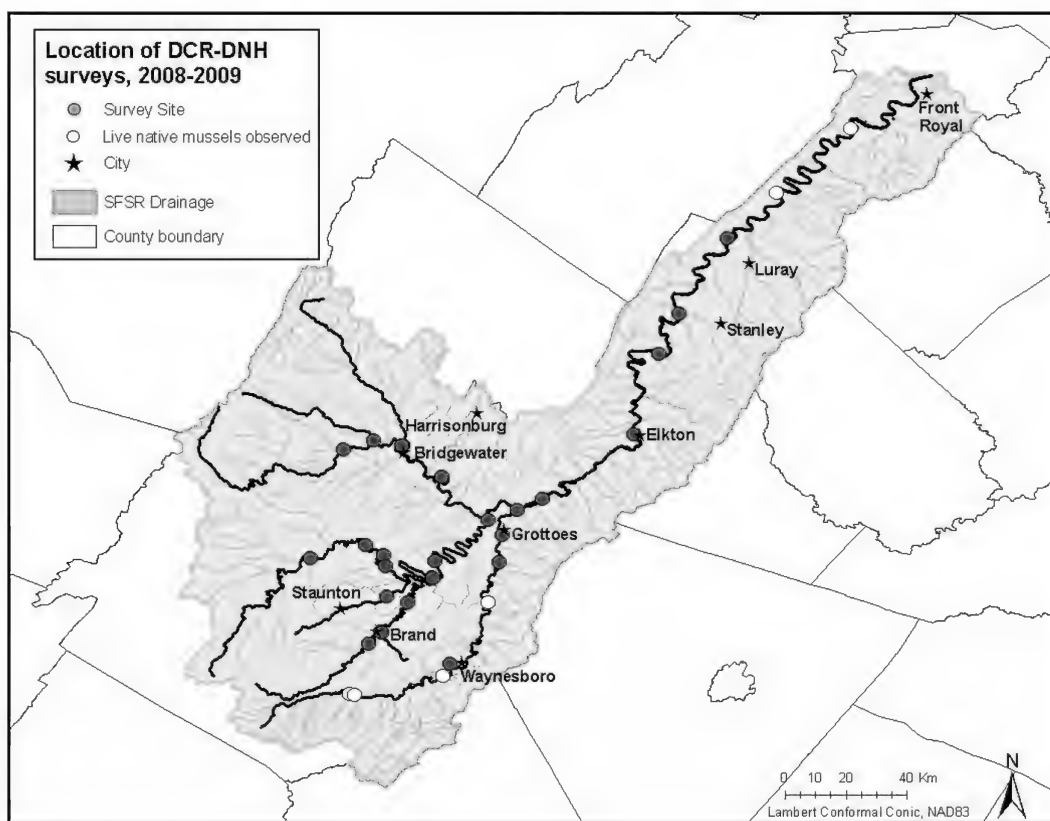 Location of DCR-DNH
surveys, 2008-2009
Survey Site
Live native mussels observed
City
SFSR Drainage
County boundary
Front
Royal
Luray
Stanley
Harrisonburg
Elkton
Bridgewater
Grottoes
Staunton
Brand
Waynesboro
N
0 5 10 20 30 40 Km
Lambert Conformal Conic, NAD83